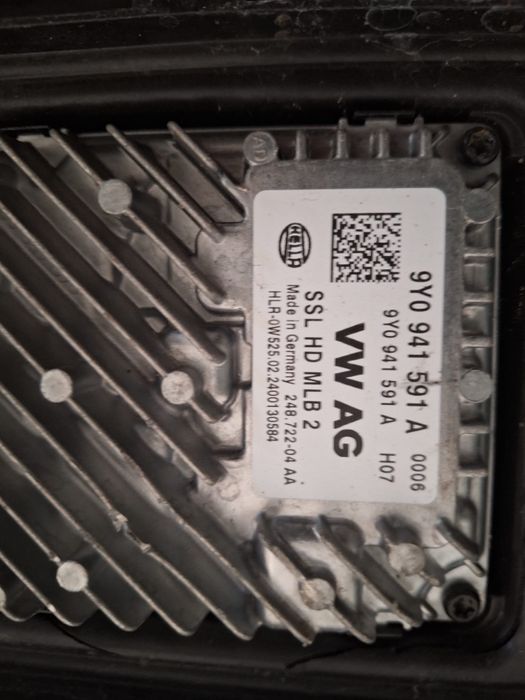 9Y0 941 591 A 0006
9Y0 941 591 A H07
VW AG
HELLA
SSL HD MLB 2
Made in Germany 248.722-04 AA
HLR-0W525.02.2400130584
AD